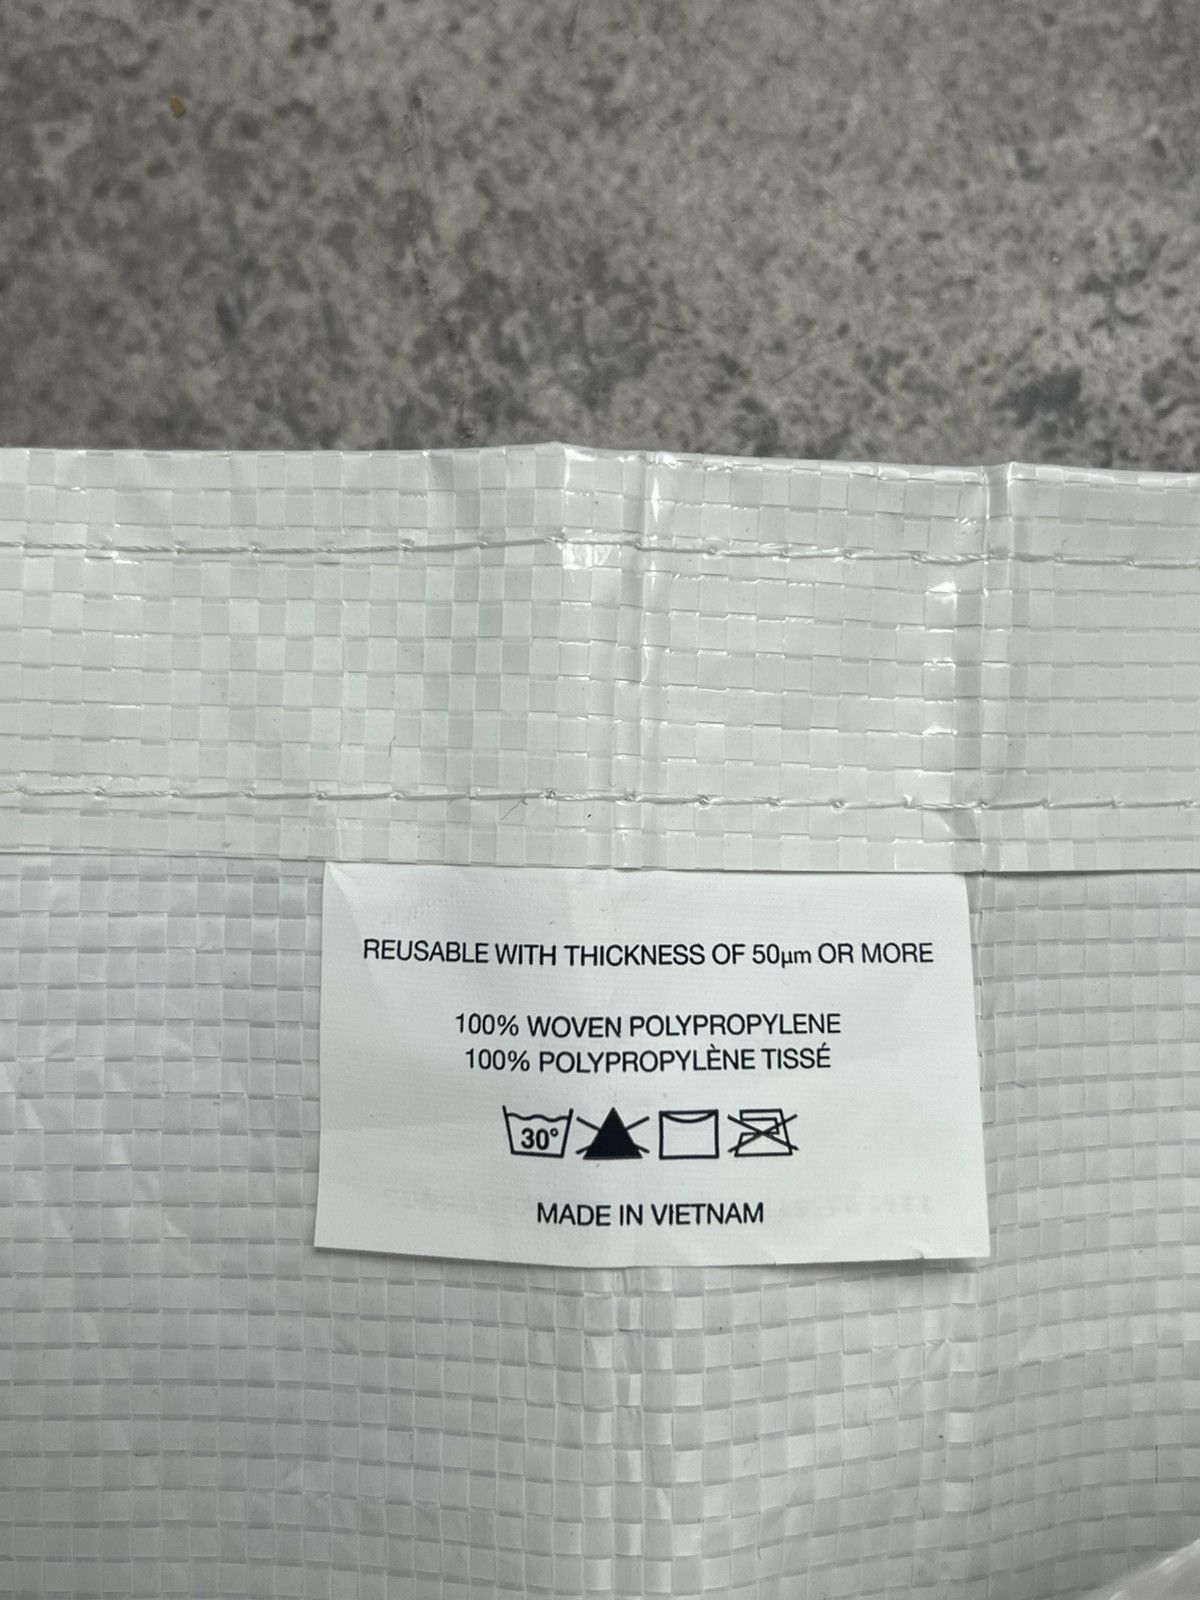 REUSABLE WITH THICKNESS OF 50µm OR MORE
100% WOVEN POLYPROPYLENE
100% POLYPROPYLÈNE TISSÉ
30°
MADE IN VIETNAM